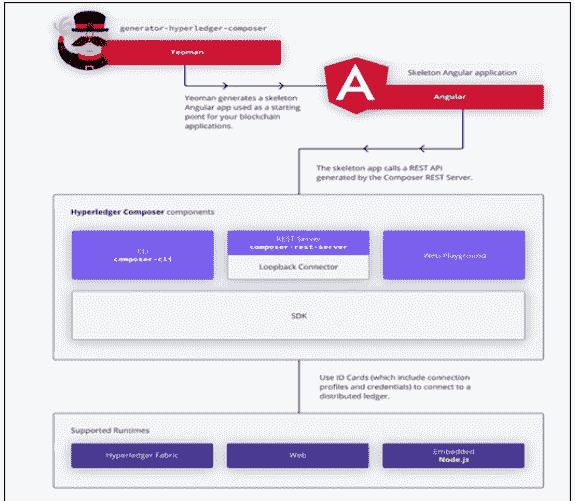 generator-hyperledger-composer
Yeoman
Skeleton Angular application
A
Angular
Yeoman generates a skeleton
Angular app used as a starting
point for your blockchain
applications.
The skeleton app calls a REST API
generated by the Composer REST Server.
Hyperledger Composer components
CLI
composer-cli
REST Server
composer-rest-server
Loopback Connector
Web Playground
SDK
Use ID Cards (which include connection
profiles and credentials) to connect to a
distributed ledger.
Supported Runtimes
Hyperledger Fabric
Web
Embedded
Node.js